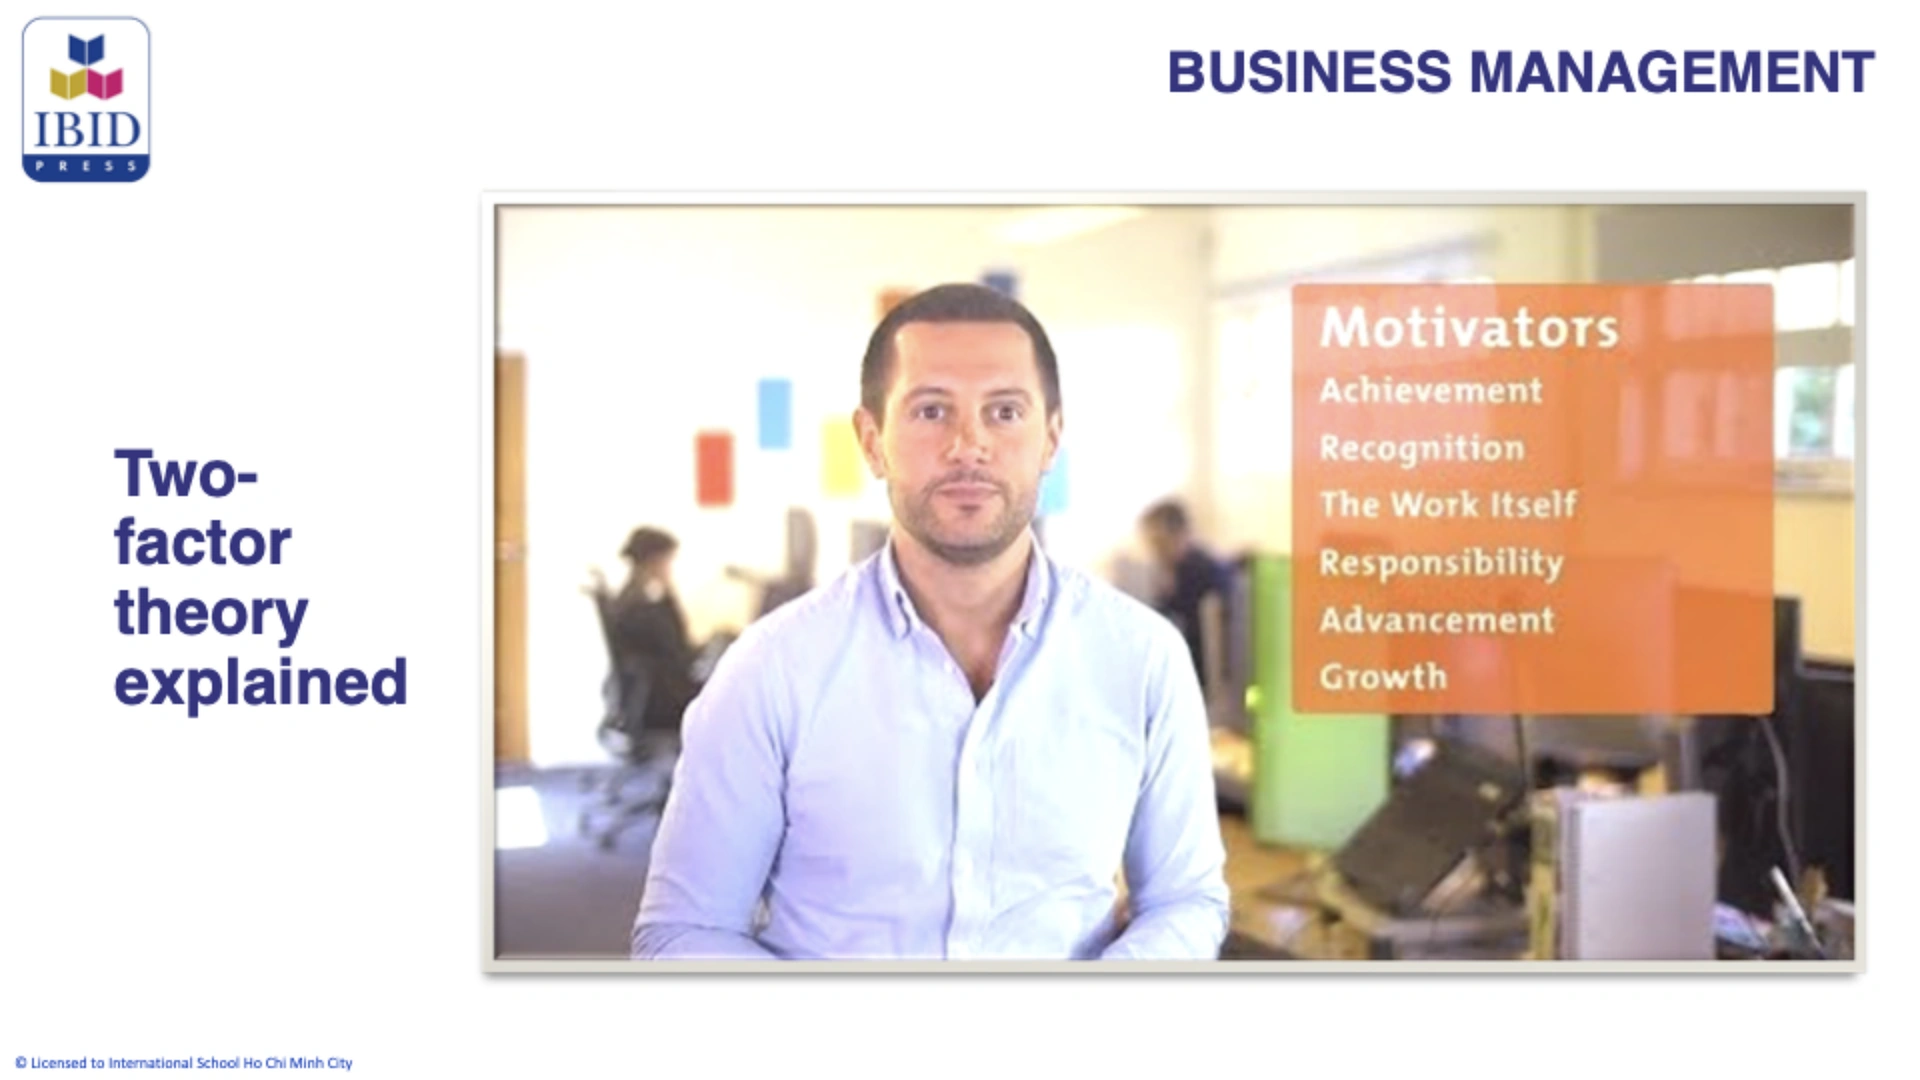 IBID
PRESS
BUSINESS MANAGEMENT
Two-
factor
theory
explained
Motivators
Achievement
Recognition
The Work Itself
Responsibility
Advancement
Growth
© Licensed to International School Ho Chi Minh City